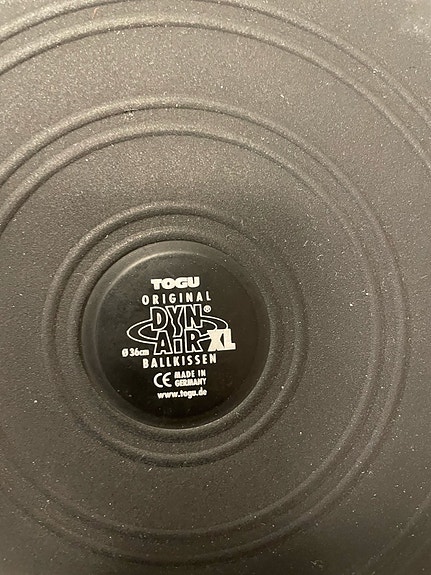 TOGU
ORIGINAL
DYN®
Ø 36cm AiR XL
BALLKISSEN
CE MADE IN
GERMANY
www.togu.de